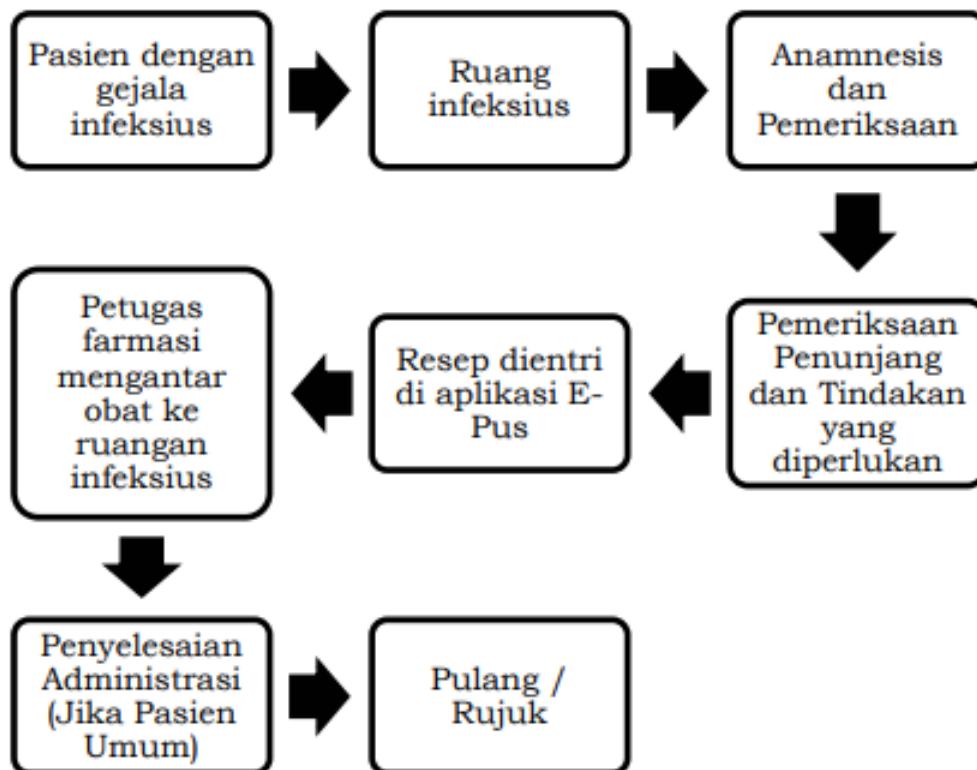 Pasien dengan
gejala
infeksius
Ruang
infeksius
Anamnesis
dan
Pemeriksaan
Pemeriksaan
Penunjang
dan Tindakan
yang
diperlukan
Resep dientri
di aplikasi E-
Pus
Petugas
farmasi
mengantar
obat ke
ruangan
infeksius
Penyelesaian
Administrasi
(Jika Pasien
Umum)
Pulang /
Rujuk